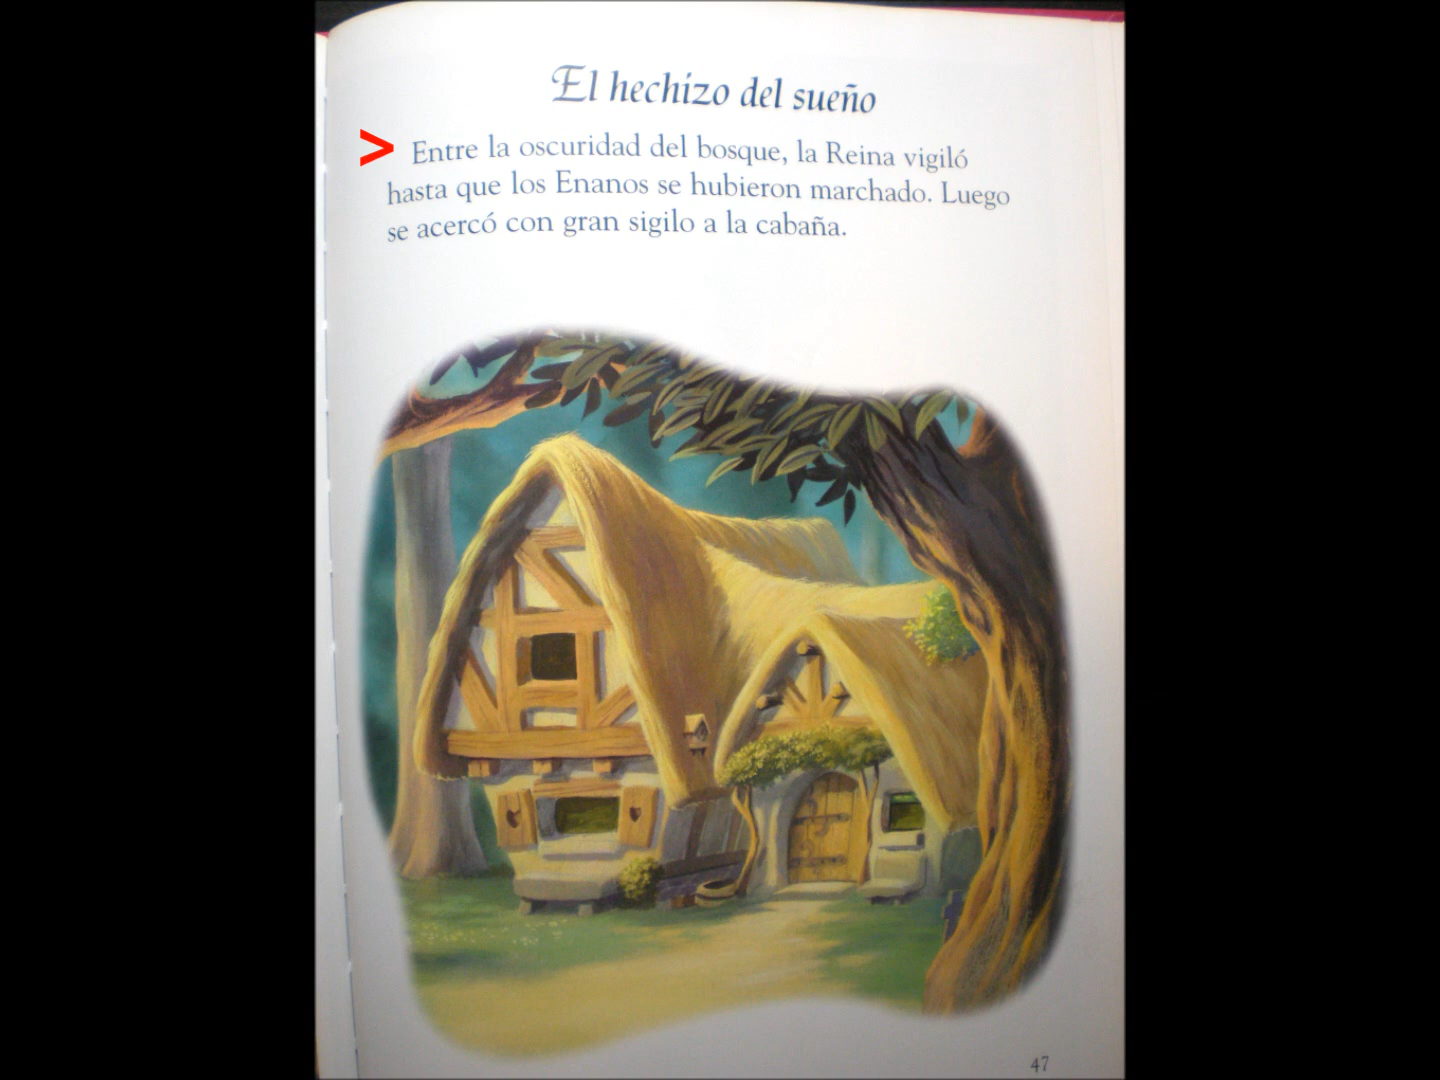 El hechizo del sueño
> Entre la oscuridad del bosque, la Reina vigiló
hasta que los Enanos se hubieron marchado. Luego
se acercó con gran sigilo a la cabaña.
47